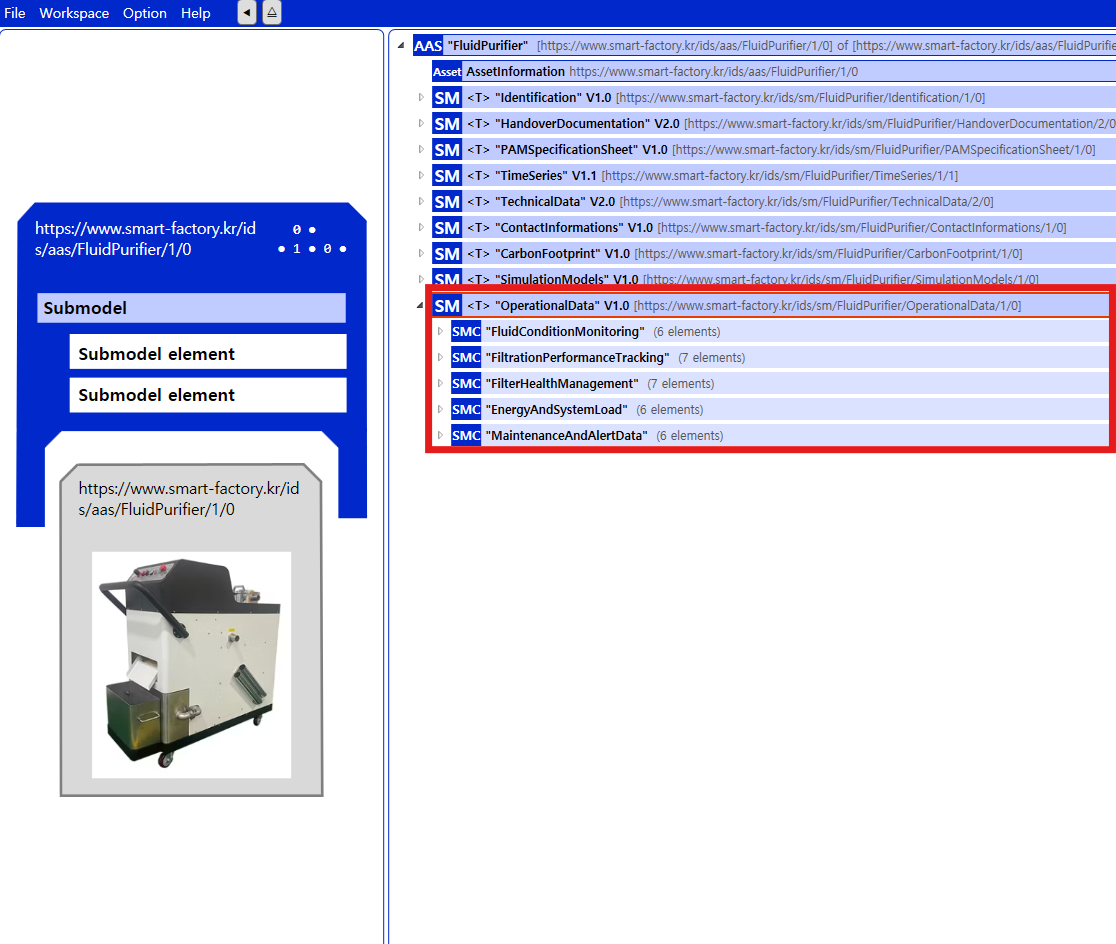 File Workspace Option Help
https://www.smart-factory.kr/id
s/aas/FluidPurifier/1/0
0
1 0
Submodel
Submodel element
Submodel element
https://www.smart-factory.kr/id
s/aas/FluidPurifier/1/0
AAS "FluidPurifier" [https://www.smart-factory.kr/ids/aas/FluidPurifier/1/0] of [https://www.smart-factory.kr/ids/aas/FluidPurifie
Asset AssetInformation https://www.smart-factory.kr/ids/aas/FluidPurifier/1/0
SM <T> "Identification" V1.0 [https://www.smart-factory.kr/ids/sm/FluidPurifier/Identification/1/0]
SM <T> "HandoverDocumentation" V2.0 [https://www.smart-factory.kr/ids/sm/FluidPurifier/HandoverDocumentation/2/0
SM <T> "PAMSpecificationSheet" V1.0 [https://www.smart-factory.kr/ids/sm/FluidPurifier/PAMSpecificationSheet/1/0]
SM <T> "TimeSeries" V1.1 [https://www.smart-factory.kr/ids/sm/FluidPurifier/TimeSeries/1/1]
SM <T> "TechnicalData" V2.0 [https://www.smart-factory.kr/ids/sm/FluidPurifier/TechnicalData/2/0]
SM <T> "ContactInformations" V1.0 [https://www.smart-factory.kr/ids/sm/FluidPurifier/ContactInformations/1/0]
SM <T> "CarbonFootprint" V1.0 [https://www.smart-factory.kr/ids/sm/FluidPurifier/CarbonFootprint/1/0]
SM <T> "SimulationModels" V1.0 [https://www.smart-factory.kr/ids/sm/FluidPurifier/SimulationModels/1/0]
SM <T> "OperationalData" V1.0 [https://www.smart-factory.kr/ids/sm/FluidPurifier/OperationalData/1/0]
SMC "FluidConditionMonitoring" (6 elements)
SMC "FiltrationPerformanceTracking" (7 elements)
SMC "FilterHealthManagement" (7 elements)
SMC "EnergyAndSystemLoad" (6 elements)
SMC "MaintenanceAndAlertData" (6 elements)